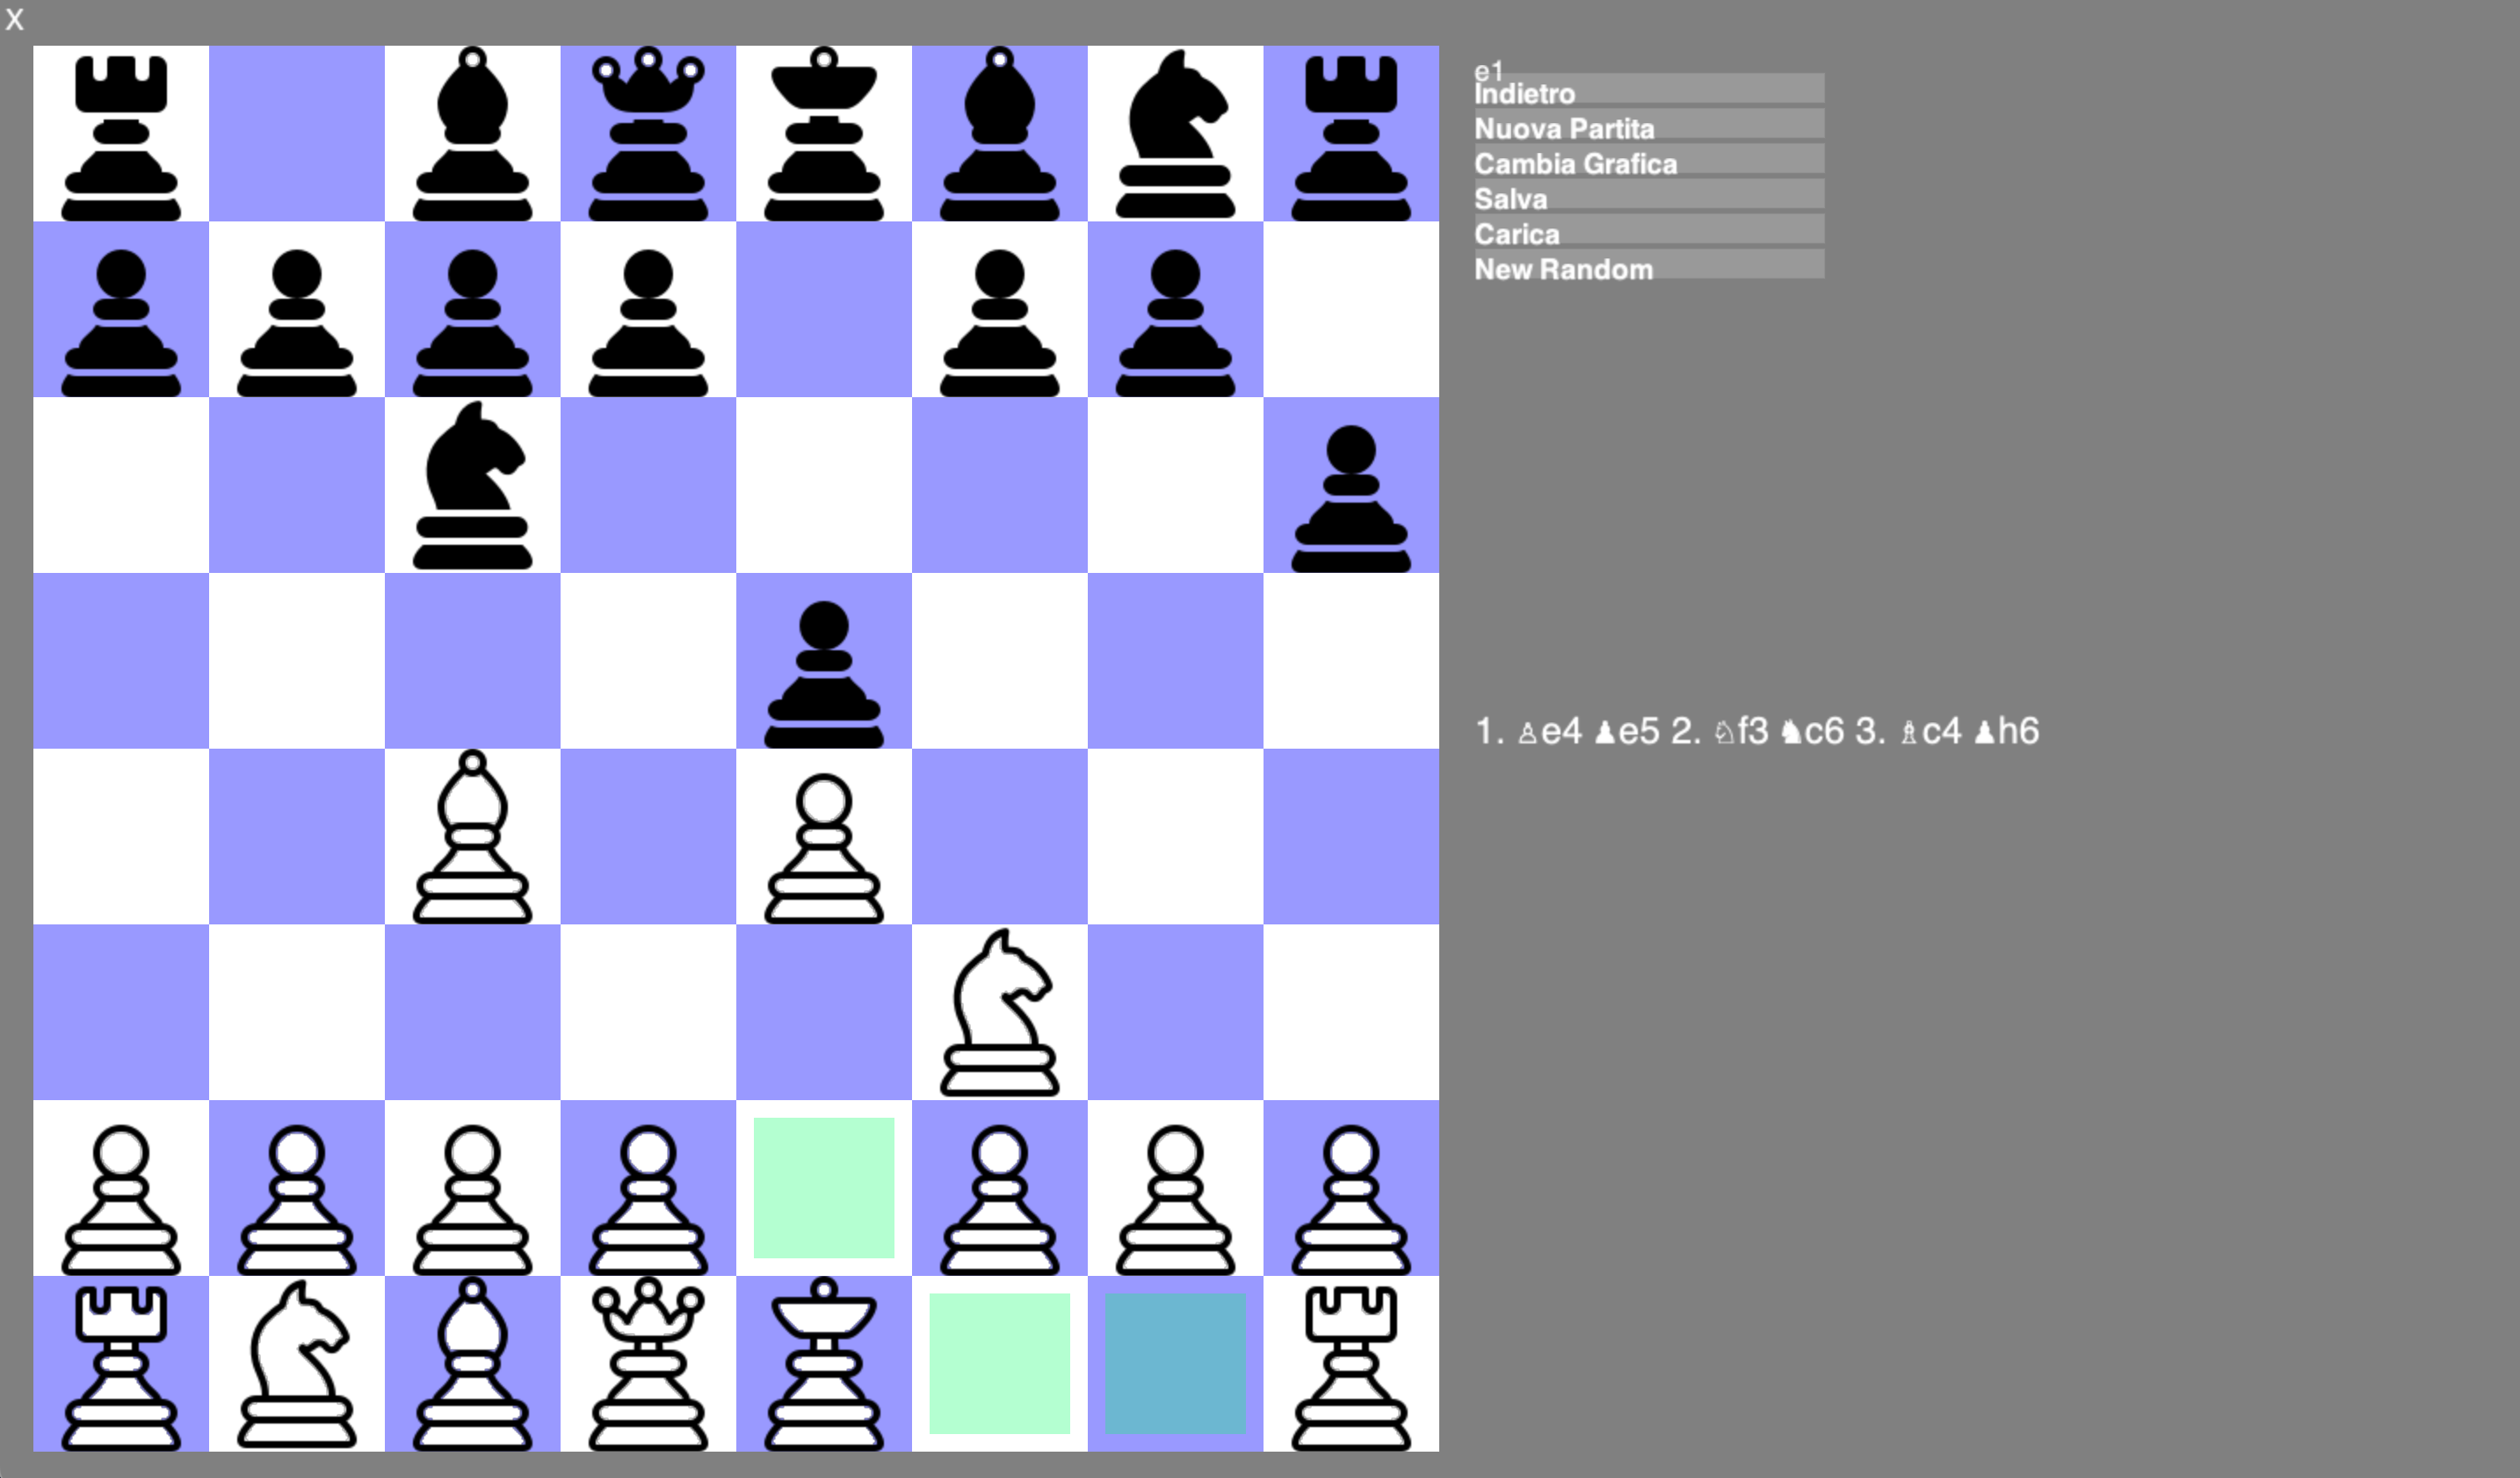 X
e1
Indietro
Nuova Partita
Cambia Grafica
Salva
Carica
New Random
1. ♙e4 ♟e5 2. ♘f3 ♞c6 3. ♗c4 ♟h6